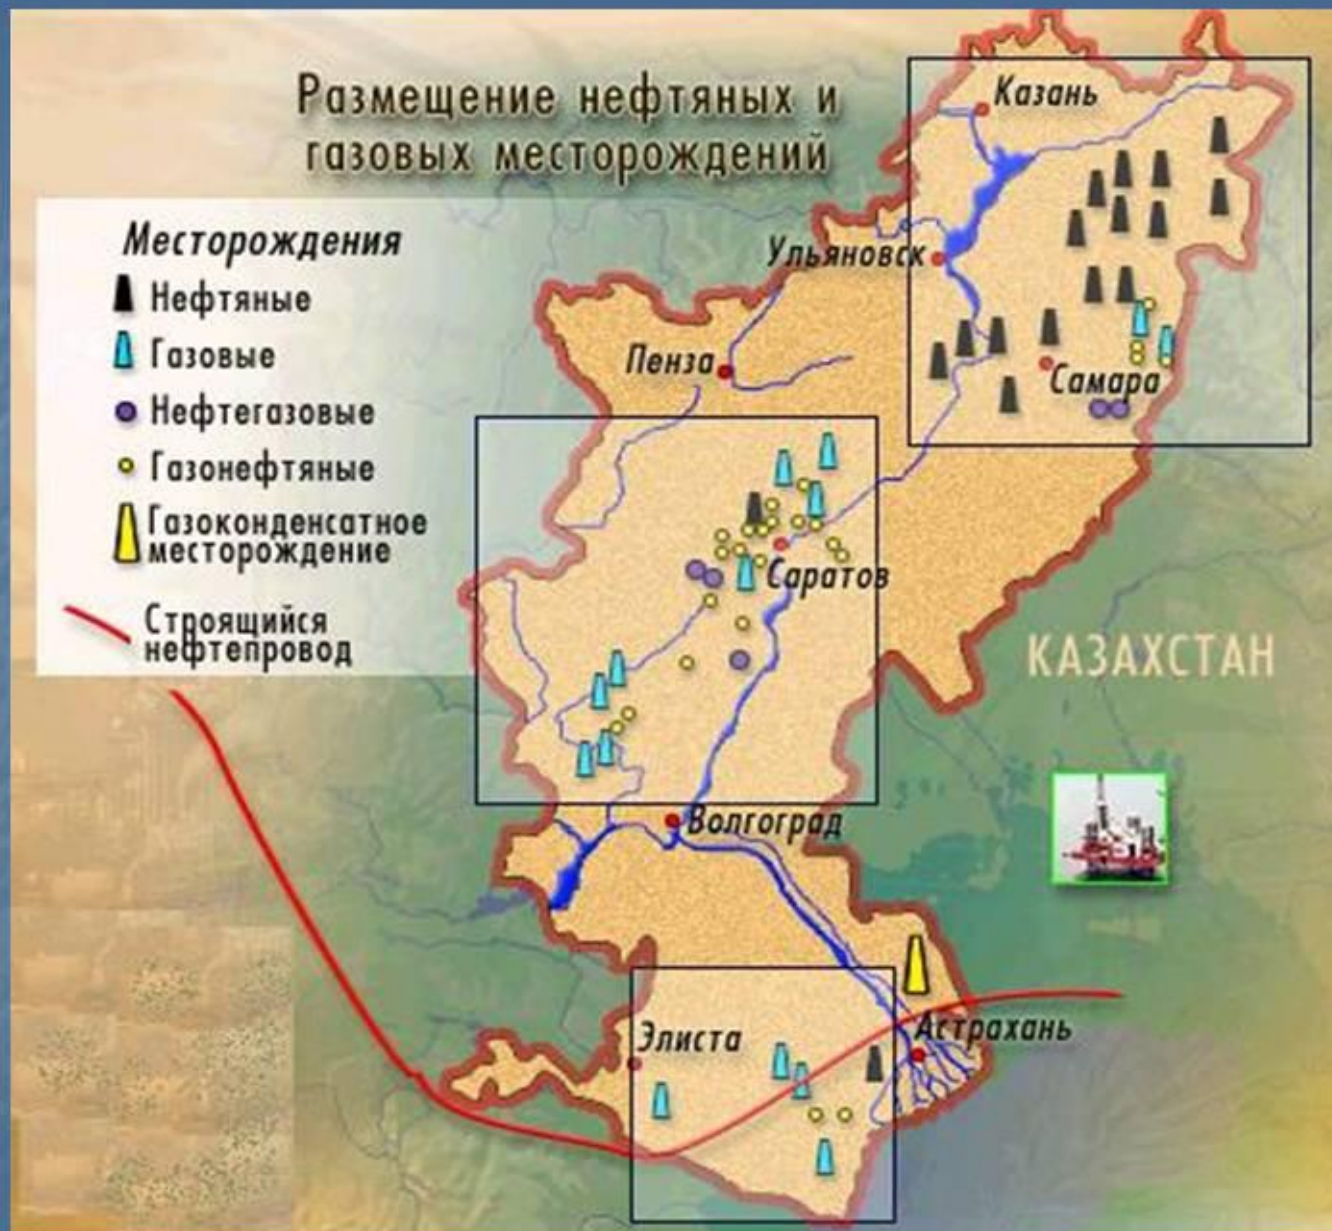 Размещение нефтяных и
газовых месторождений
Месторождения
Нефтяные
Газовые
Нефтегазовые
Газонефтяные
Газоконденсатное
месторождение
Строящийся
нефтепровод
Казань
Ульяновск
Пенза
Самара
Саратов
КАЗАХСТАН
Волгоград
Астрахань
Элиста